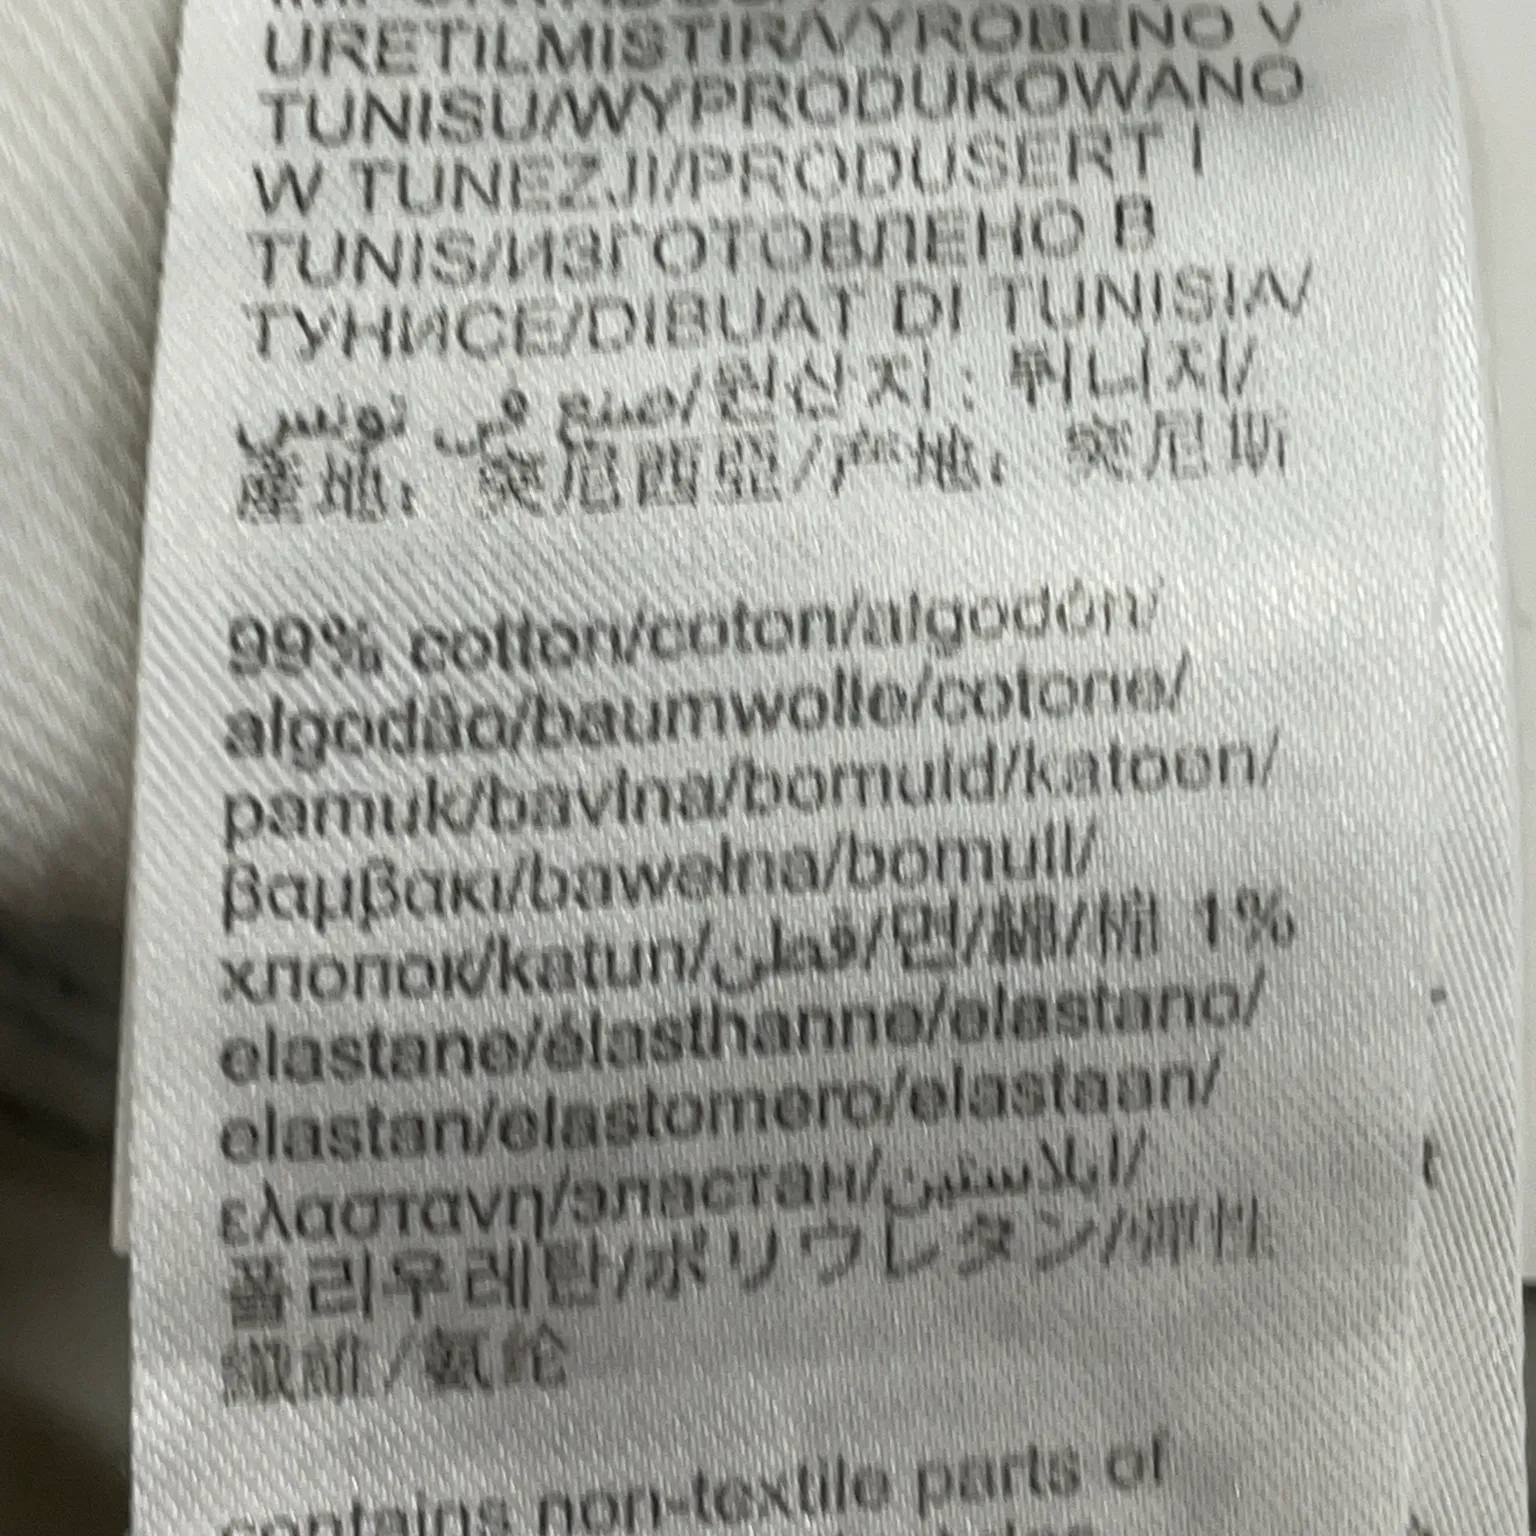 URETILMISTIR/VYROBENO V
TUNISU/WYPRODUKOWANO
W TUNEZJI/PRODUSERT I
TUNIS/ИЗГОТОВЛЕНО В
ТУНИСЕ/DIBUAT DI TUNISIA/
صنع في تونس/원산지 : 튀니지/
産地: 突尼西亞/产地: 突尼斯
99% cotton/coton/algodón/
algodão/baumwolle/cotone/
pamuk/bavlna/bomuld/katoen/
βαμβακι/bawełna/bomull/
хлопок/katun/قطن/면/綿/棉 1%
elastane/élasthanne/elastano/
elastan/elastomero/elastaan/
ελαστανη/эластан/ايلاستين/
폴리우레탄/ポリウレタン/彈性
纖維/氨纶
contains non-textile parts of